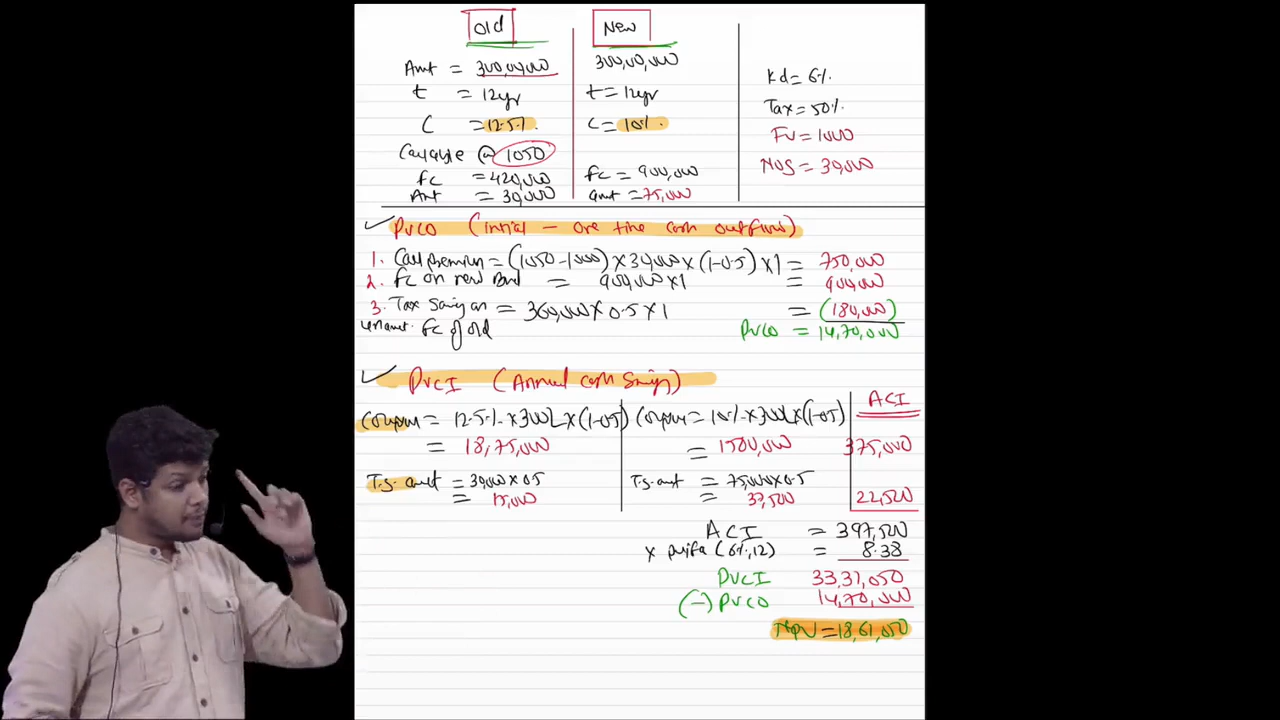 Old
New
Amt = 300,00,000
300,00,000
t = 12yr
t = 12yr
C = 12.5%
C = 10%
Callable @ 1050
FC = 420,000
FC = 900,000
Amt = 30,000
amt = 75,000
Kd = 6%
Tax = 50%
FV = 1000
NOS = 30,000
PVCO (Initial – One time cash outflow)
1. Call premium = (1050-1000) × 30,000 × (1-0.5) × 1 = 750,000
2. FC on new Bond = 900,000 × 1 = 900,000
3. Tax saving on = 360,000 × 0.5 × 1 = (180,000)
unamt. FC of old
PVCO = 14,70,000
PVCI (Annual cash Savings)
ACI
Coupon = 12.5% × 300L × (1-0.5)
Coupon = 10% × 300L × (1-0.5)
= 18,75,000
= 1500,000
375,000
T.S. amt = 30,000 × 0.5
T.S. amt = 75,000 × 0.5
= 15,000
= 37,500
22,500
ACI = 397,500
× pvifa (6%,12) = 8.38
PVCI 33,31,050
(-) PVCO 14,70,000
NPV = 18,61,050